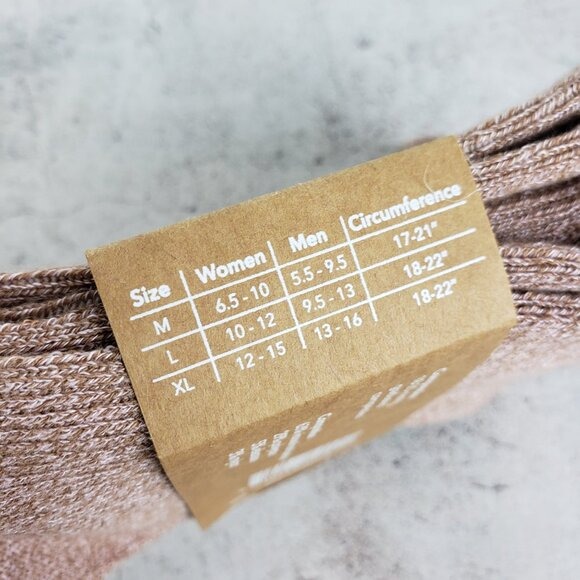 Size Women Men Circumference
M 6.5 - 10 5.5 - 9.5 17-21"
L 10 - 12 9.5 - 13 18-22"
XL 12 - 15 13 - 16 18-22"